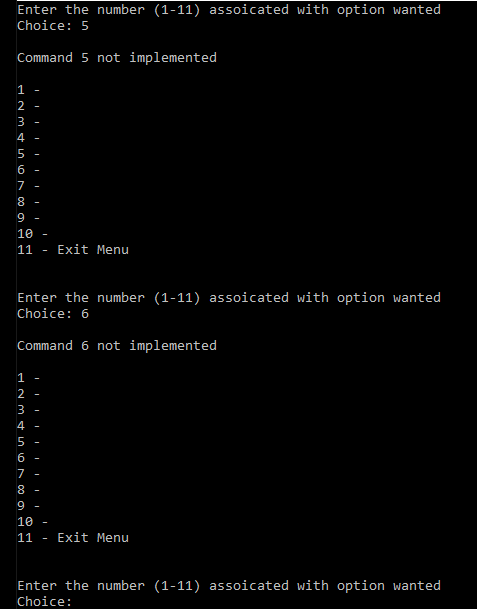 Enter the number (1-11) assoicated with option wanted
Choice: 5
Command 5 not implemented
1 -
2 -
3 -
4 -
5 -
6 -
7 -
8 -
9 -
10 -
11 - Exit Menu
Enter the number (1-11) assoicated with option wanted
Choice: 6
Command 6 not implemented
1 -
2 -
3 -
4 -
5 -
6 -
7 -
8 -
9 -
10 -
11 - Exit Menu
Enter the number (1-11) assoicated with option wanted
Choice: